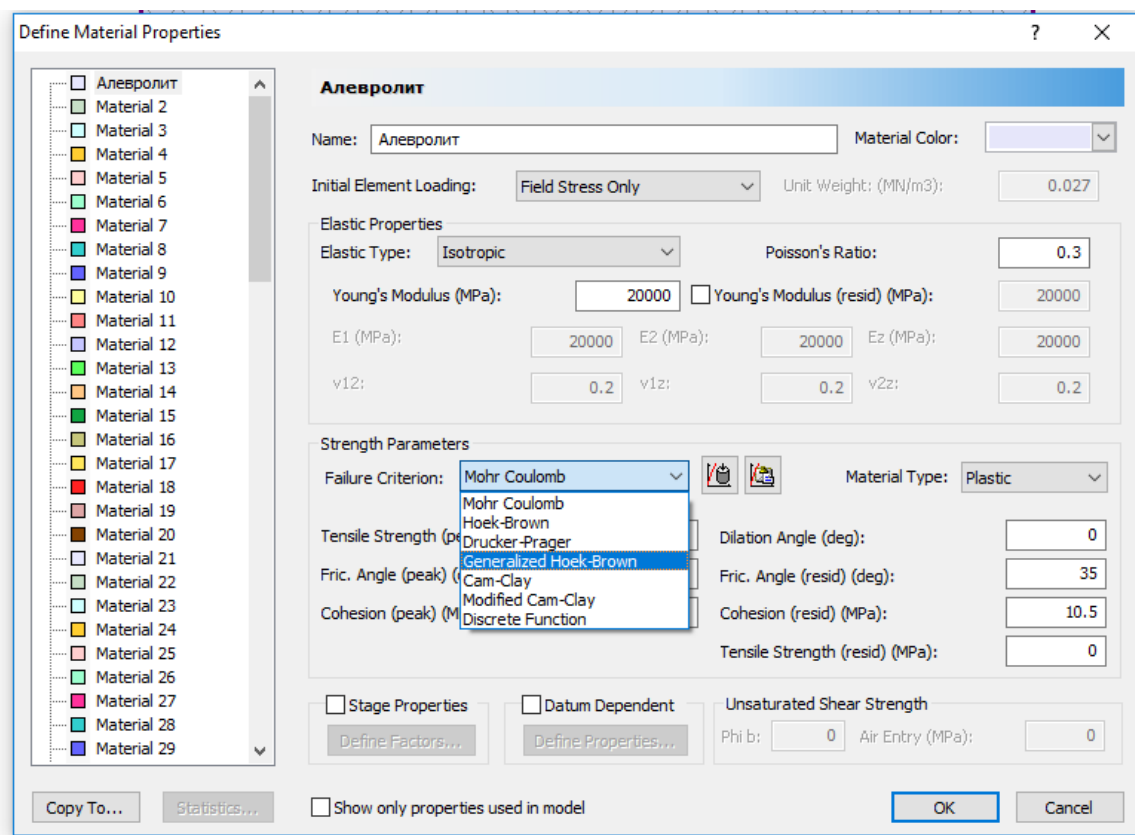 Define Material Properties
?
Алевролит
Material 2
Material 3
Material 4
Material 5
Material 6
Material 7
Material 8
Material 9
Material 10
Material 11
Material 12
Material 13
Material 14
Material 15
Material 16
Material 17
Material 18
Material 19
Material 20
Material 21
Material 22
Material 23
Material 24
Material 25
Material 26
Material 27
Material 28
Material 29
Copy To...
Statistics...
Алевролит
Name: Алевролит Material Color:
Initial Element Loading: Field Stress Only Unit Weight: (MN/m3): 0.027
Elastic Properties
Elastic Type: Isotropic Poisson's Ratio: 0.3
Young's Modulus (MPa): 20000 Young's Modulus (resid) (MPa): 20000
E1 (MPa): 20000 E2 (MPa): 20000 Ez (MPa): 20000
v12: 0.2 v1z: 0.2 v2z: 0.2
Strength Parameters
Failure Criterion: Mohr Coulomb Material Type: Plastic
Mohr Coulomb
Hoek-Brown
Drucker-Prager
Generalized Hoek-Brown
Cam-Clay
Modified Cam-Clay
Discrete Function
Tensile Strength (pe Dilation Angle (deg): 0
Fric. Angle (peak) ( Fric. Angle (resid) (deg): 35
Cohesion (peak) (M Cohesion (resid) (MPa): 10.5
Tensile Strength (resid) (MPa): 0
Stage Properties
Define Factors...
Datum Dependent
Define Properties...
Unsaturated Shear Strength
Phi b: 0 Air Entry (MPa): 0
Show only properties used in model
OK
Cancel